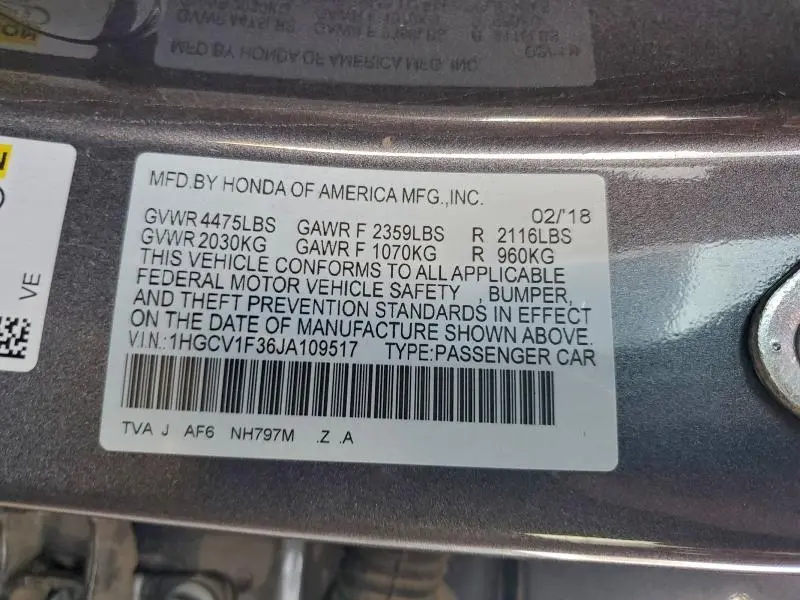 MFD.BY HONDA OF AMERICA MFG.,INC.
02/'18
GVWR 4475LBS GAWR F 2359LBS R 2116LBS
GVWR 2030KG GAWR F 1070KG R 960KG
THIS VEHICLE CONFORMS TO ALL APPLICABLE
FEDERAL MOTOR VEHICLE SAFETY , BUMPER,
AND THEFT PREVENTION STANDARDS IN EFFECT
ON THE DATE OF MANUFACTURE SHOWN ABOVE.
V.I.N.:1HGCV1F36JA109517 TYPE:PASSENGER CAR
TVA J AF6 NH797M .Z .A
VE